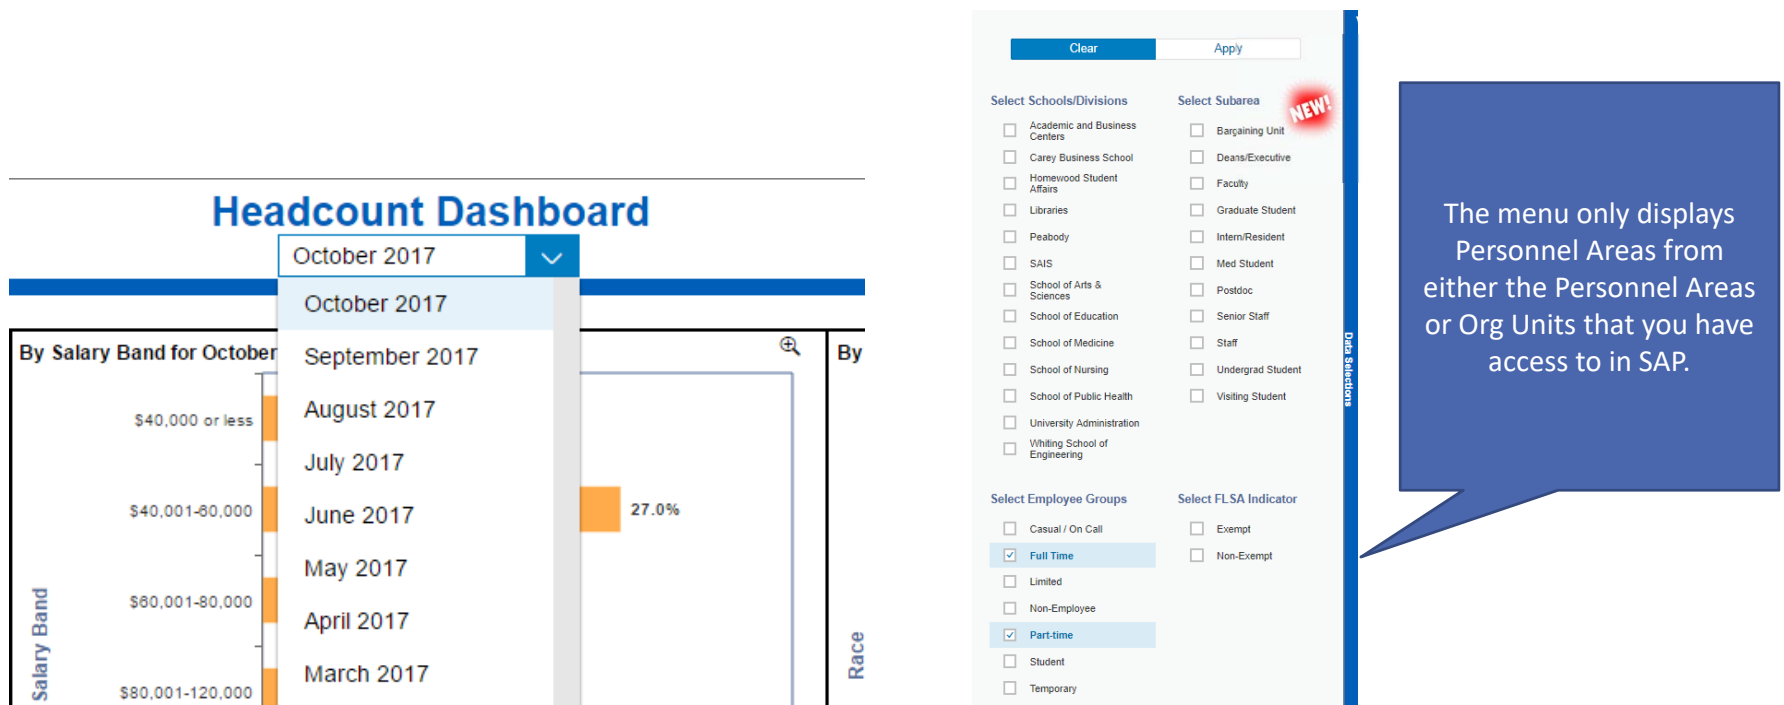 Headcount Dashboard
October 2017
October 2017
September 2017
August 2017
July 2017
June 2017
May 2017
April 2017
March 2017
By Salary Band for October
By
$40,000 or less
$40,001-60,000
27.0%
$60,001-80,000
$80,001-120,000
Salary Band
Race
Clear
Apply
Select Schools/Divisions
Academic and Business
Centers
Carey Business School
Homewood Student
Affairs
Libraries
Peabody
SAIS
School of Arts &
Sciences
School of Education
School of Medicine
School of Nursing
School of Public Health
University Administration
Whiting School of
Engineering
Select Subarea
NEW!
Bargaining Unit
Deans/Executive
Faculty
Graduate Student
Intern/Resident
Med Student
Postdoc
Senior Staff
Staff
Undergrad Student
Visiting Student
Select Employee Groups
Casual / On Call
Full Time
Limited
Non-Employee
Part-time
Student
Temporary
Select FLSA Indicator
Exempt
Non-Exempt
Data Selections
The menu only displays
Personnel Areas from
either the Personnel Areas
or Org Units that you have
access to in SAP.